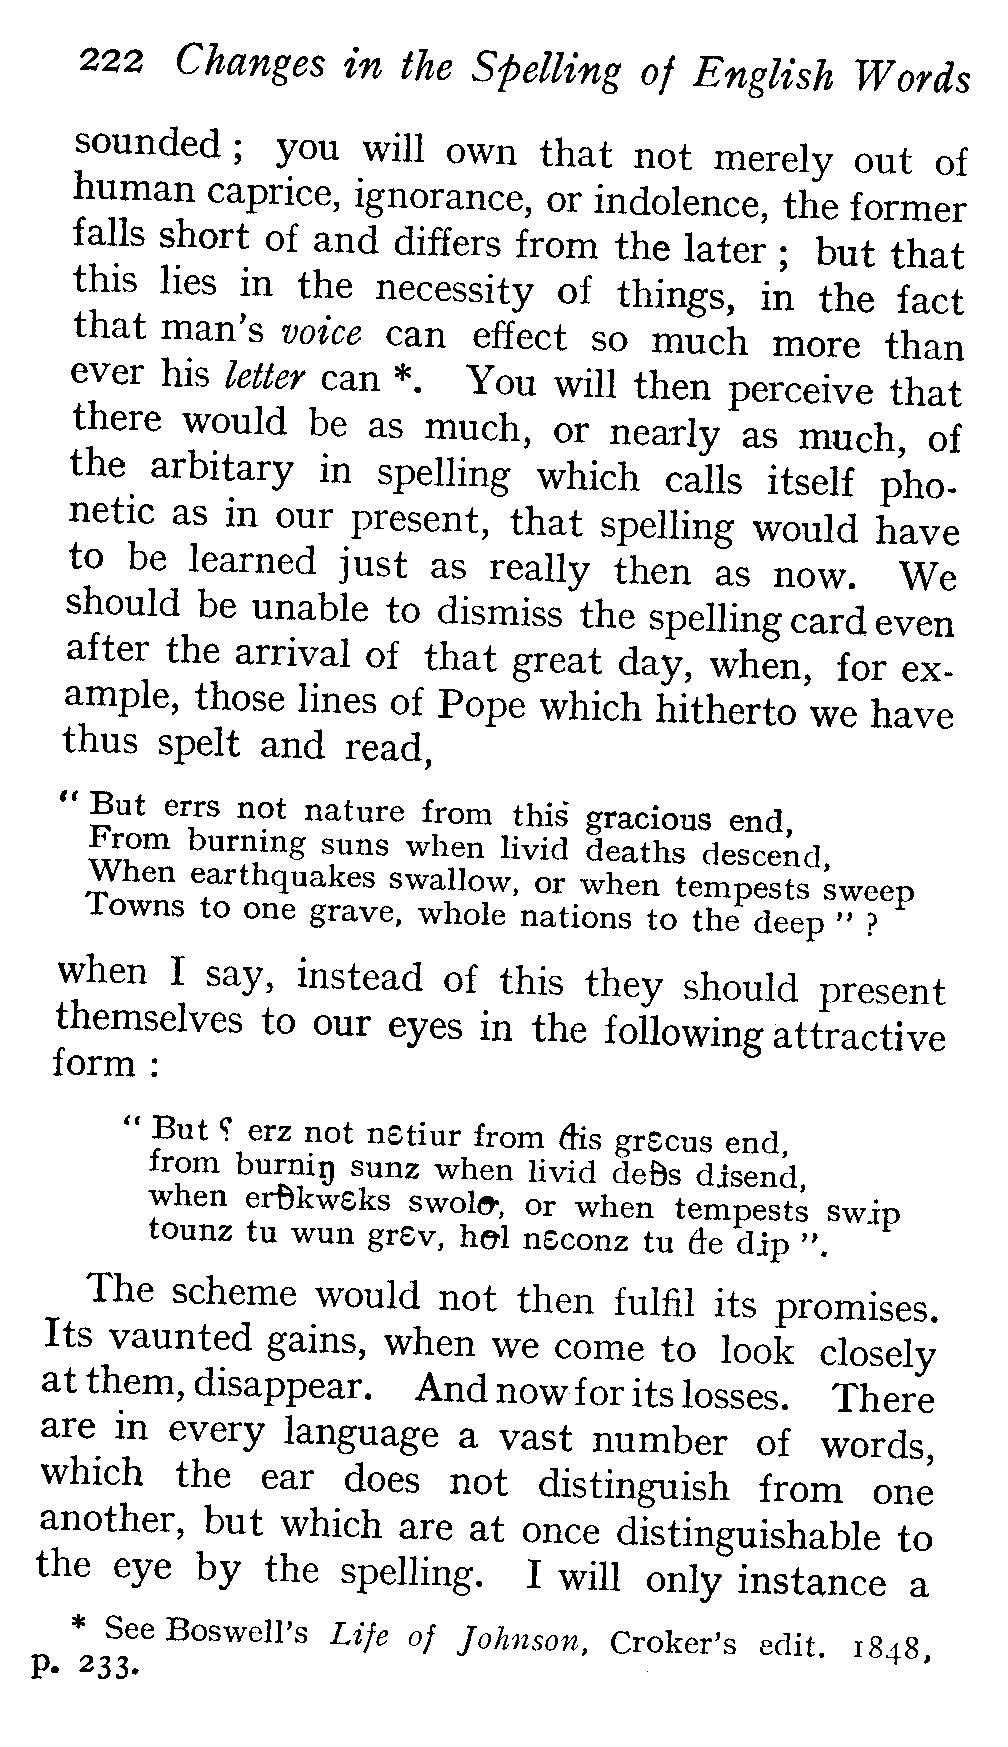 222 Changes in the Spelling of English Words
sounded ; you will own that not merely out of
human caprice, ignorance, or indolence, the former
falls short of and differs from the later ; but that
this lies in the necessity of things, in the fact
that man's voice can effect so much more than
ever his letter can *. You will then perceive that
there would be as much, or nearly as much, of
the arbitary in spelling which calls itself pho-
netic as in our present, that spelling would have
to be learned just as really then as now. We
should be unable to dismiss the spelling card even
after the arrival of that great day, when, for ex-
ample, those lines of Pope which hitherto we have
thus spelt and read,
“ But errs not nature from this gracious end,
From burning suns when livid deaths descend,
When earthquakes swallow, or when tempests sweep
Towns to one grave, whole nations to the deep ” ?
when I say, instead of this they should present
themselves to our eyes in the following attractive
form :
“ But ʕ erz not nɛtiur from ðis grɛcus end,
from burniŋ sunz when livid deθs dɨsend,
when erθkwɛks swolɵ, or when tempests swɨp
tounz tu wun grɛv, hɵl nɛconz tu ðe dɨp ”.
The scheme would not then fulfil its promises.
Its vaunted gains, when we come to look closely
at them, disappear. And now for its losses. There
are in every language a vast number of words,
which the ear does not distinguish from one
another, but which are at once distinguishable to
the eye by the spelling. I will only instance a
* See Boswell's Life of Johnson, Croker's edit. 1848,
p. 233.